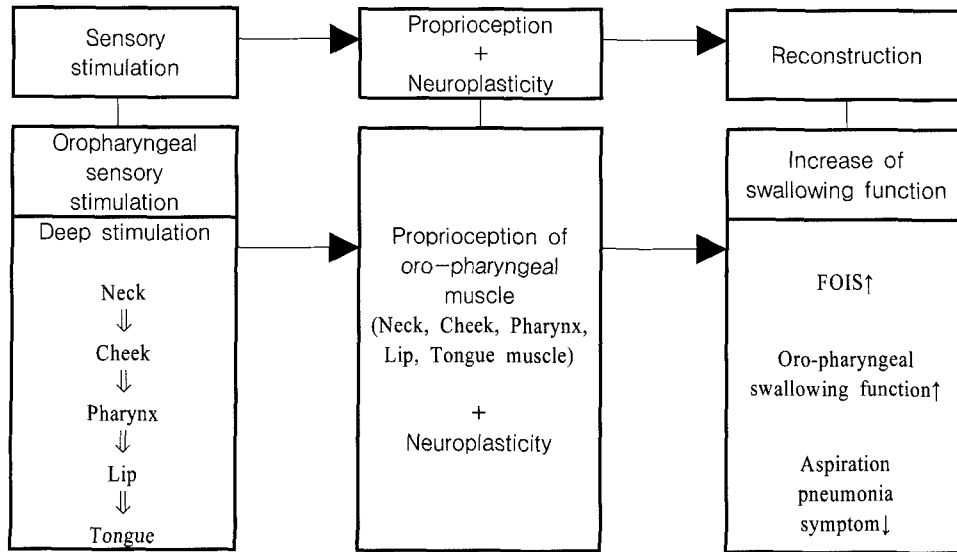 Sensory
stimulation
Proprioception
+
Neuroplasticity
Reconstruction
Oropharyngeal
sensory
stimulation
Deep stimulation
Neck
⇓
Cheek
⇓
Pharynx
⇓
Lip
⇓
Tongue
Proprioception of
oro-pharyngeal
muscle
(Neck, Cheek, Pharynx,
Lip, Tongue muscle)
+
Neuroplasticity
Increase of
swallowing function
FOIS↑
Oro-pharyngeal
swallowing function↑
Aspiration
pneumonia
symptom↓